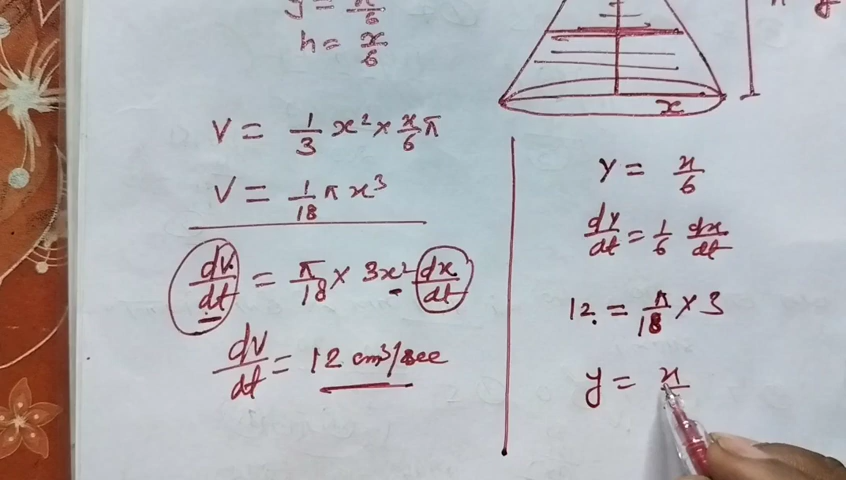 y = x/6
h = x/6
x
V = 1/3 x² × x/6 π
V = 1/18 π x³
dv/dt = π/18 × 3x² dx/dt
dv/dt = 12 cm³/sec
y = x/6
dy/dt = 1/6 dx/dt
12 = π/18 × 3
y = x